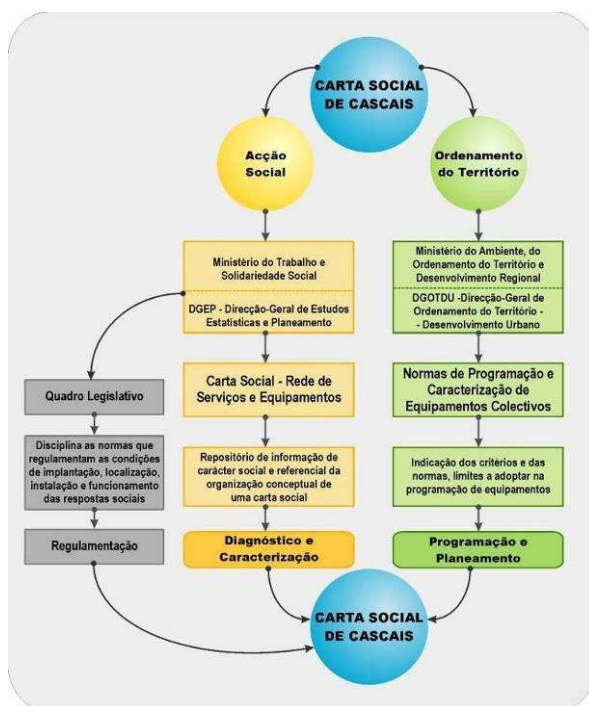 CARTA SOCIAL
DE CASCAIS
Acção
Social
Ordenamento
do Território
Ministério do Trabalho e
Solidariedade Social
DGEP - Direcção-Geral de Estudos
Estatísticas e Planeamento
Ministério do Ambiente, do
Ordenamento do Território e
Desenvolvimento Regional
DGOTDU -Direcção-Geral de
Ordenamento do Território -
- Desenvolvimento Urbano
Quadro Legislativo
Carta Social - Rede de
Serviços e Equipamentos
Normas de Programação e
Caracterização de
Equipamentos Colectivos
Disciplina as normas que
regulamentam as condições
de implantação, localização,
instalação e funcionamento
das respostas sociais
Repositório de informação de
carácter social e referencial da
organização conceptual de
uma carta social
Indicação dos critérios e das
normas, limites a adoptar na
programação de equipamentos
Regulamentação
Diagnóstico e
Caracterização
Programação e
Planeamento
CARTA SOCIAL
DE CASCAIS